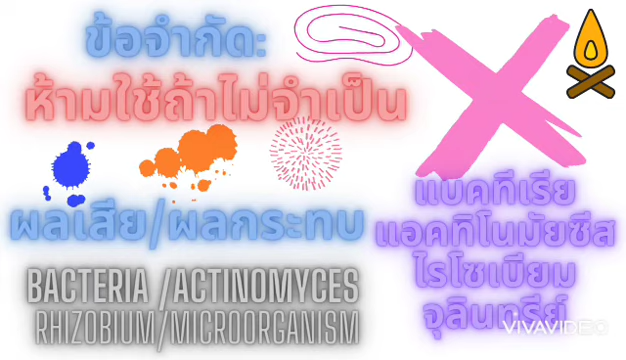 ข้อจำกัด:
ห้ามใช้ถ้าไม่จำเป็น
ผลเสีย/ผลกระทบ
BACTERIA /ACTINOMYCES
RHIZOBIUM/MICROORGANISM
แบคทีเรีย
แอคทิโนมัยซีส
ไรโซเบียม
จุลินทรีย์
VIVAVIDEO